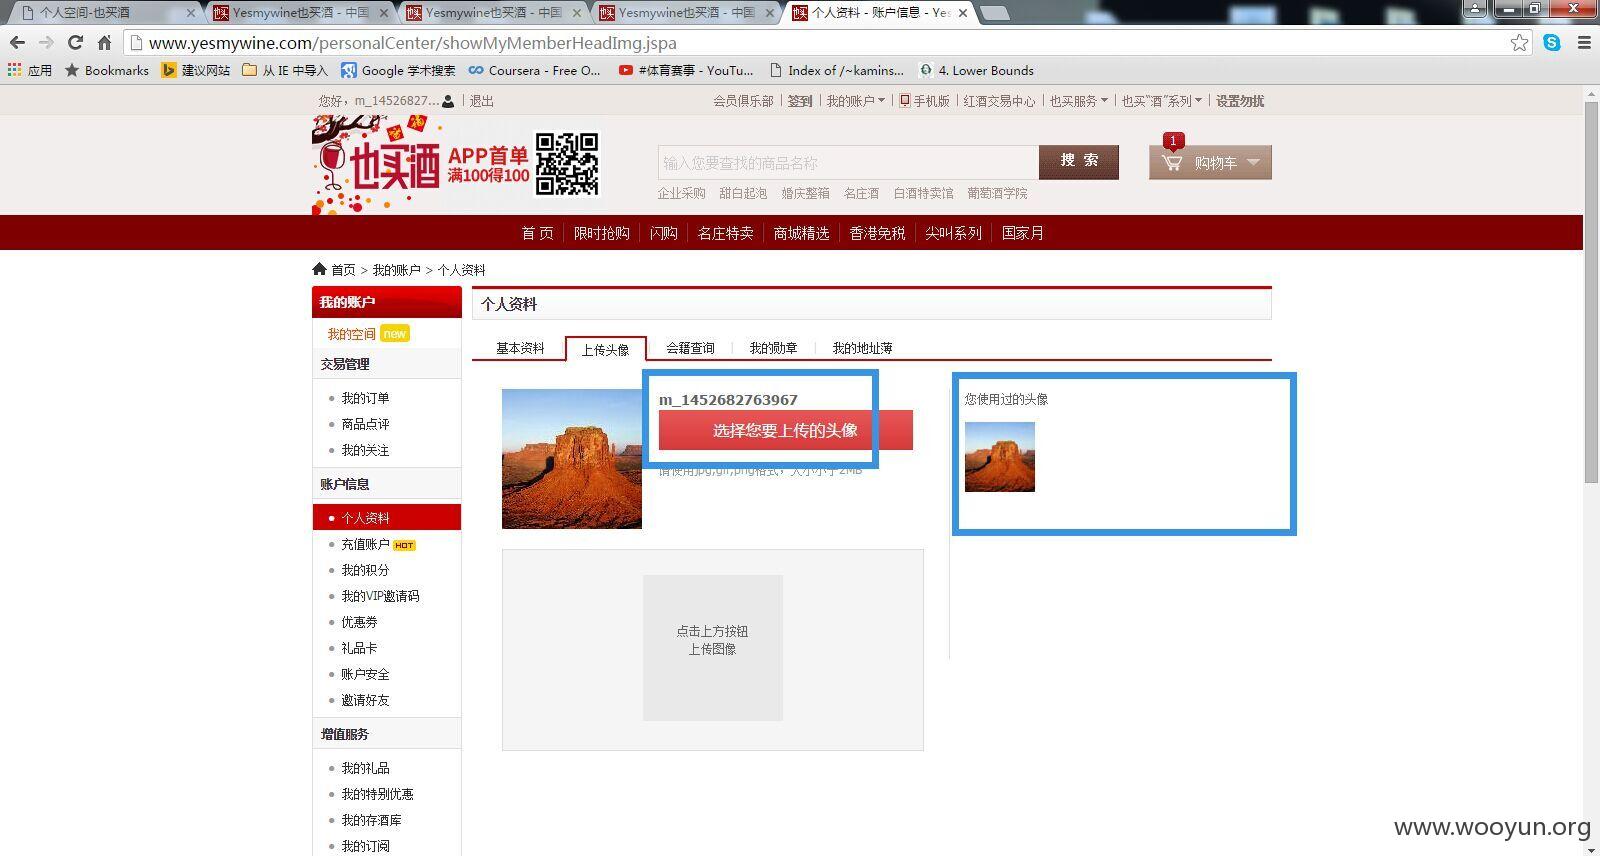 个人空间-也买酒
Yesmywine也买酒 - 中国
Yesmywine也买酒 - 中国
Yesmywine也买酒 - 中国
个人资料 - 账户信息 - Yes
www.yesmywine.com/personalCenter/showMyMemberHeadImg.jspa
应用 Bookmarks 建议网站 从 IE 中导入 Google 学术搜索 Coursera - Free O... #体育赛事 - YouTu... Index of /~kamins... 4. Lower Bounds
您好，m_14526827... 退出 会员俱乐部 签到 我的账户 手机版 红酒交易中心 也买服务 也买"酒"系列 设置勿扰
也买酒 APP首单
满100得100
输入您要查找的商品名称 搜 索
1
购物车
企业采购 甜白起泡 婚庆整箱 名庄酒 白酒特卖馆 葡萄酒学院
首 页 限时抢购 闪购 名庄特卖 商城精选 香港免税 尖叫系列 国家月
首页 > 我的账户 > 个人资料
我的账户
我的空间 new
交易管理
我的订单
商品点评
我的关注
账户信息
个人资料
充值账户 HOT
我的积分
我的VIP邀请码
优惠券
礼品卡
账户安全
邀请好友
增值服务
我的礼品
我的特别优惠
我的存酒库
我的订阅
个人资料
基本资料 上传头像 会籍查询 我的勋章 我的地址薄
m_1452682763967
选择您要上传的头像
请使用jpg,gif,png格式，大小小于2MB
点击上方按钮
上传图像
您使用过的头像
www.wooyun.org